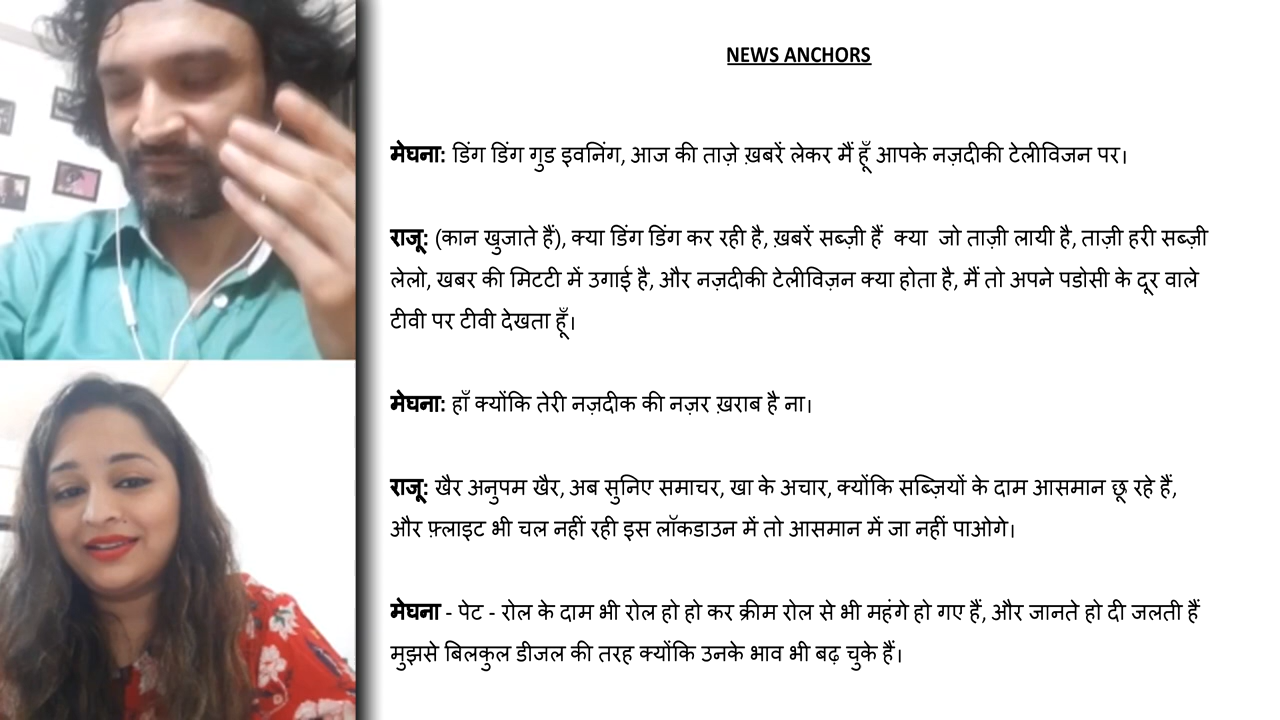 NEWS ANCHORS
मेघना: डिंग डिंग गुड इवनिंग, आज की ताज़े ख़बरें लेकर मैं हूँ आपके नज़दीकी टेलीविजन पर।
राजू: (कान खुजाते हैं), क्या डिंग डिंग कर रही है, ख़बरें सब्ज़ी हैं क्या जो ताज़ी लायी है, ताज़ी हरी सब्ज़ी
लेलो, खबर की मिटटी में उगाई है, और नज़दीकी टेलीविज़न क्या होता है, मैं तो अपने पडोसी के दूर वाले
टीवी पर टीवी देखता हूँ।
मेघना: हाँ क्योंकि तेरी नज़दीक की नज़र ख़राब है ना।
राजू: खैर अनुपम खैर, अब सुनिए समाचर, खा के अचार, क्योंकि सब्ज़ियों के दाम आसमान छू रहे हैं,
और फ़्लाइट भी चल नहीं रही इस लॉकडाउन में तो आसमान में जा नहीं पाओगे।
मेघना - पेट - रोल के दाम भी रोल हो हो कर क्रीम रोल से भी महंगे हो गए हैं, और जानते हो दी जलती हैं
मुझसे बिलकुल डीजल की तरह क्योंकि उनके भाव भी बढ़ चुके हैं।